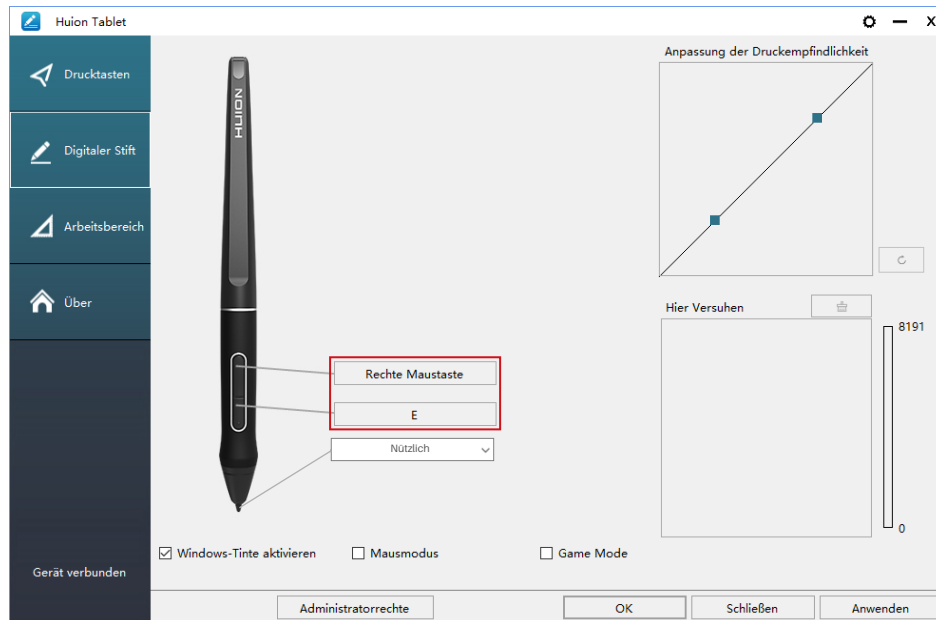 Huion Tablet
X
Drucktasten
Digitaler Stift
Arbeitsbereich
Über
Gerät verbunden
HUION
Rechte Maustaste
E
Nützlich
Anpassung der Druckempfindlichkeit
Hier Versuhen
8191
0
Windows-Tinte aktivieren
Mausmodus
Game Mode
Administratorrechte
OK
Schließen
Anwenden